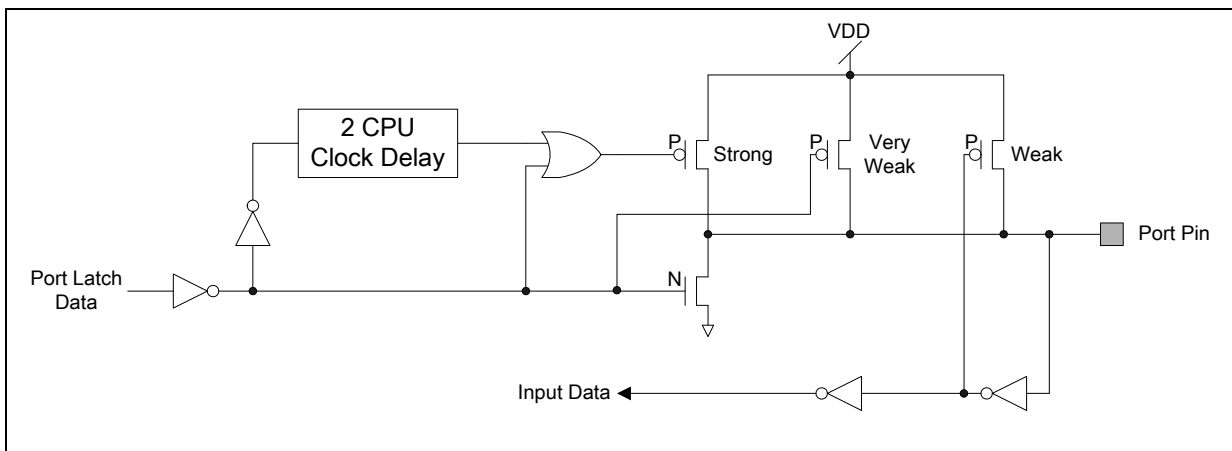 VDD
2 CPU
Clock Delay
P
Strong
P
Very
Weak
P
Weak
Port Pin
Port Latch
Data
N
Input Data